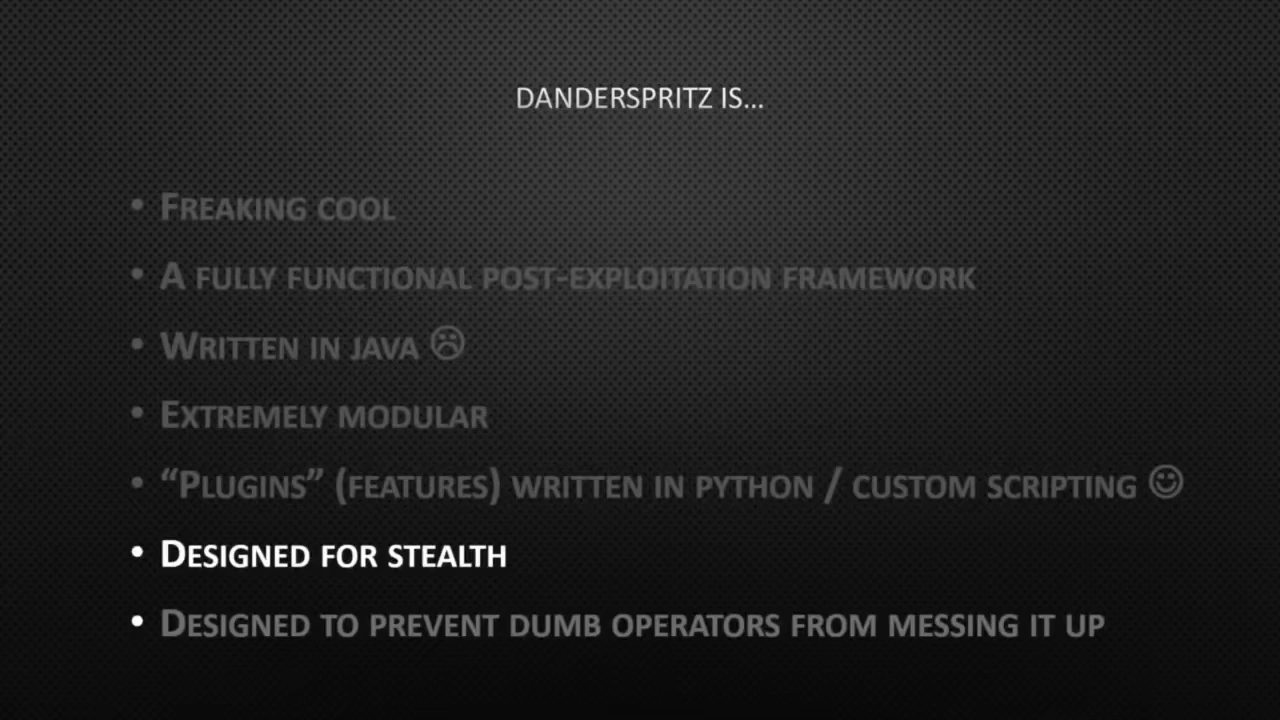 DANDERSPRITZ IS...
• FREAKING COOL
• A FULLY FUNCTIONAL POST-EXPLOITATION FRAMEWORK
• WRITTEN IN JAVA ☹
• EXTREMELY MODULAR
• “PLUGINS” (FEATURES) WRITTEN IN PYTHON / CUSTOM SCRIPTING ☺
• DESIGNED FOR STEALTH
• DESIGNED TO PREVENT DUMB OPERATORS FROM MESSING IT UP